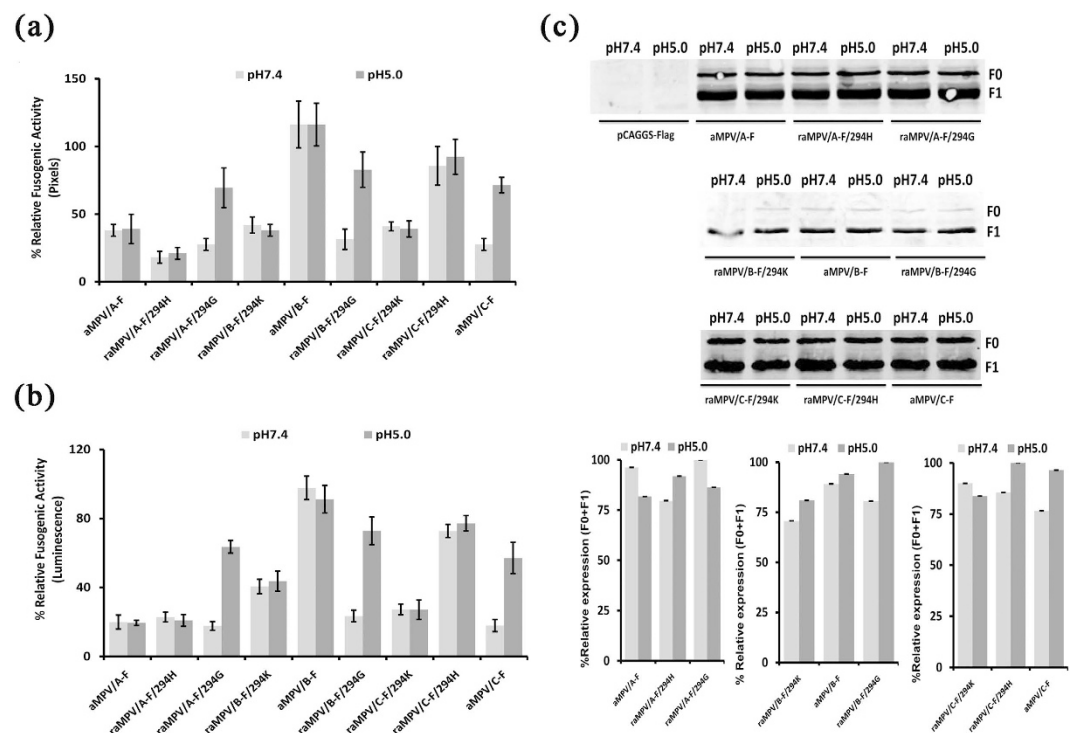 (a)
pH7.4 pH5.0
% Relative Fusogenic Activity
(Pixels)
150
100
50
0
aMPV/A-F
raMPV/A-F/294H
raMPV/A-F/294G
raMPV/B-F/294K
aMPV/B-F
raMPV/B-F/294G
raMPV/C-F/294K
raMPV/C-F/294H
aMPV/C-F
(b)
pH7.4 pH5.0
% Relative Fusogenic Activity
(Luminescence)
120
80
40
0
aMPV/A-F
raMPV/A-F/294H
raMPV/A-F/294G
raMPV/B-F/294K
aMPV/B-F
raMPV/B-F/294G
raMPV/C-F/294K
raMPV/C-F/294H
aMPV/C-F
(c)
pH7.4 pH5.0 pH7.4 pH5.0 pH7.4 pH5.0 pH7.4 pH5.0
F0
F1
pCAGGS-Flag aMPV/A-F raMPV/A-F/294H raMPV/A-F/294G
pH7.4 pH5.0 pH7.4 pH5.0 pH7.4 pH5.0
F0
F1
raMPV/B-F/294K aMPV/B-F raMPV/B-F/294G
pH7.4 pH5.0 pH7.4 pH5.0 pH7.4 pH5.0
F0
F1
raMPV/C-F/294K raMPV/C-F/294H aMPV/C-F
pH7.4 pH5.0
%Relative expression (F0+F1)
100
75
50
25
0
aMPV/A-F
raMPV/A-F/294H
raMPV/A-F/294G
pH7.4 pH5.0
% Relative expression (F0+F1)
100
75
50
25
0
raMPV/B-F/294K
aMPV/B-F
raMPV/B-F/294G
pH7.4 pH5.0
%Relative expression (F0+F1)
100
75
50
25
0
raMPV/C-F/294K
raMPV/C-F/294H
aMPV/C-F